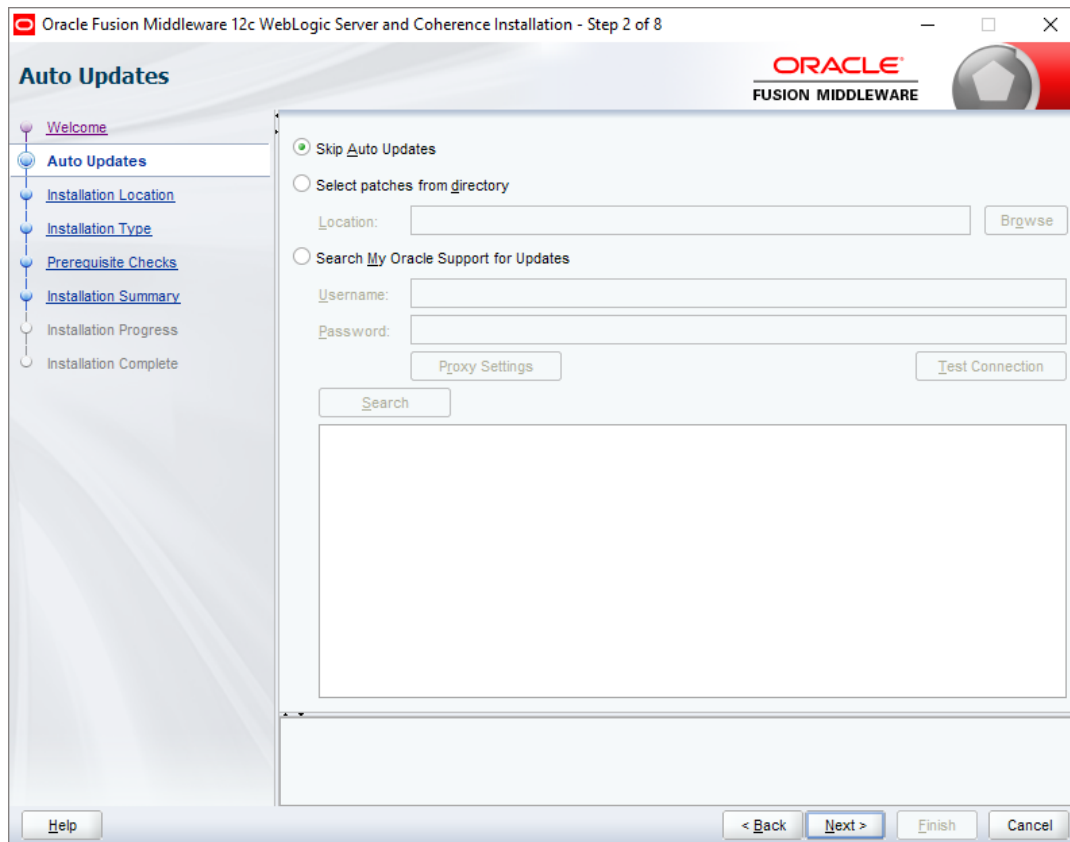 Oracle Fusion Middleware 12c WebLogic Server and Coherence Installation - Step 2 of 8
Auto Updates
ORACLE
FUSION MIDDLEWARE
Welcome
Auto Updates
Installation Location
Installation Type
Prerequisite Checks
Installation Summary
Installation Progress
Installation Complete
Skip Auto Updates
Select patches from directory
Location:
Browse
Search My Oracle Support for Updates
Username:
Password:
Proxy Settings
Test Connection
Search
Help
< Back
Next >
Finish
Cancel